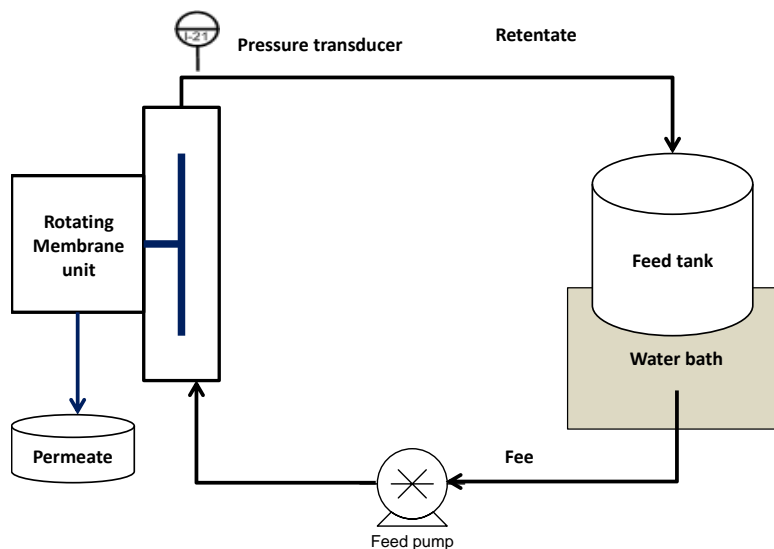 I-21
Pressure transducer
Retentate
Rotating
Membrane
unit
Feed tank
Water bath
Permeate
Fee
Feed pump